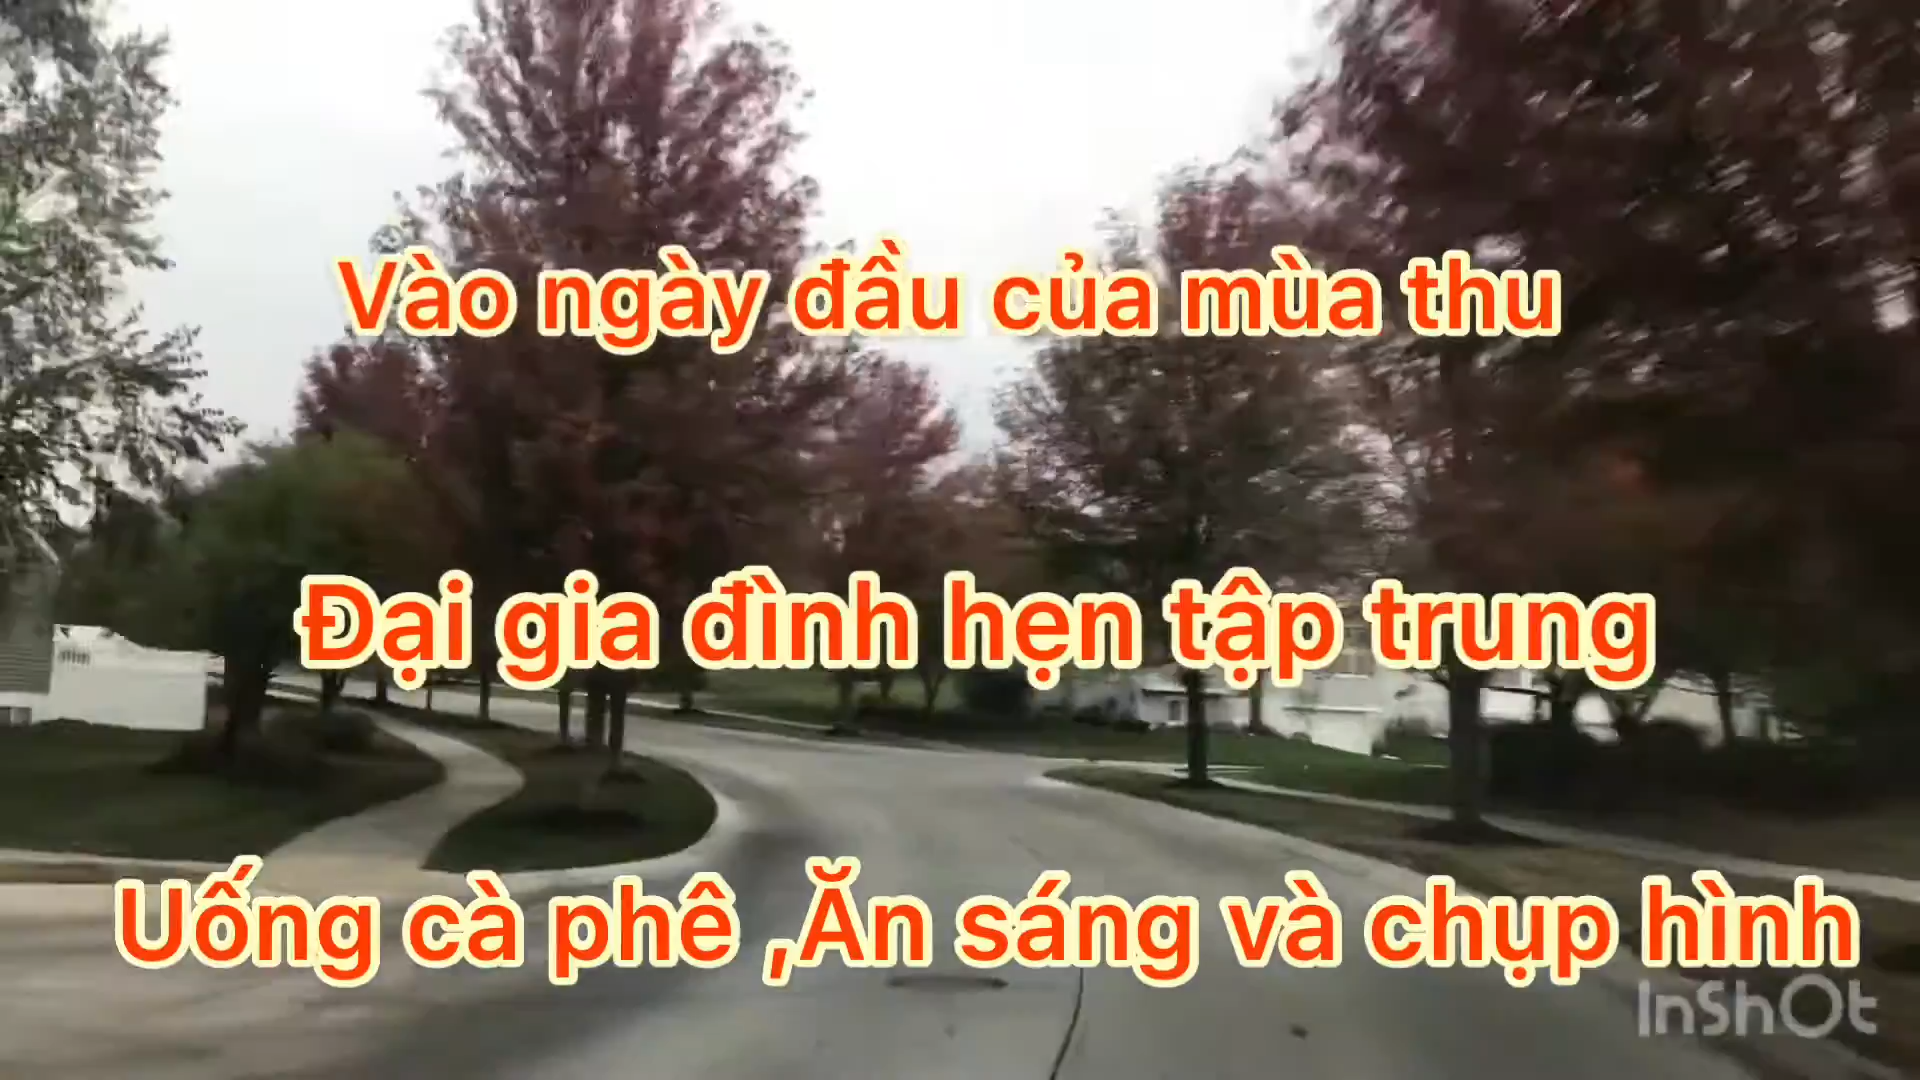 Vào ngày đầu của mùa thu
Đại gia đình hẹn tập trung
Uống cà phê ,Ăn sáng và chụp hình
InShOt